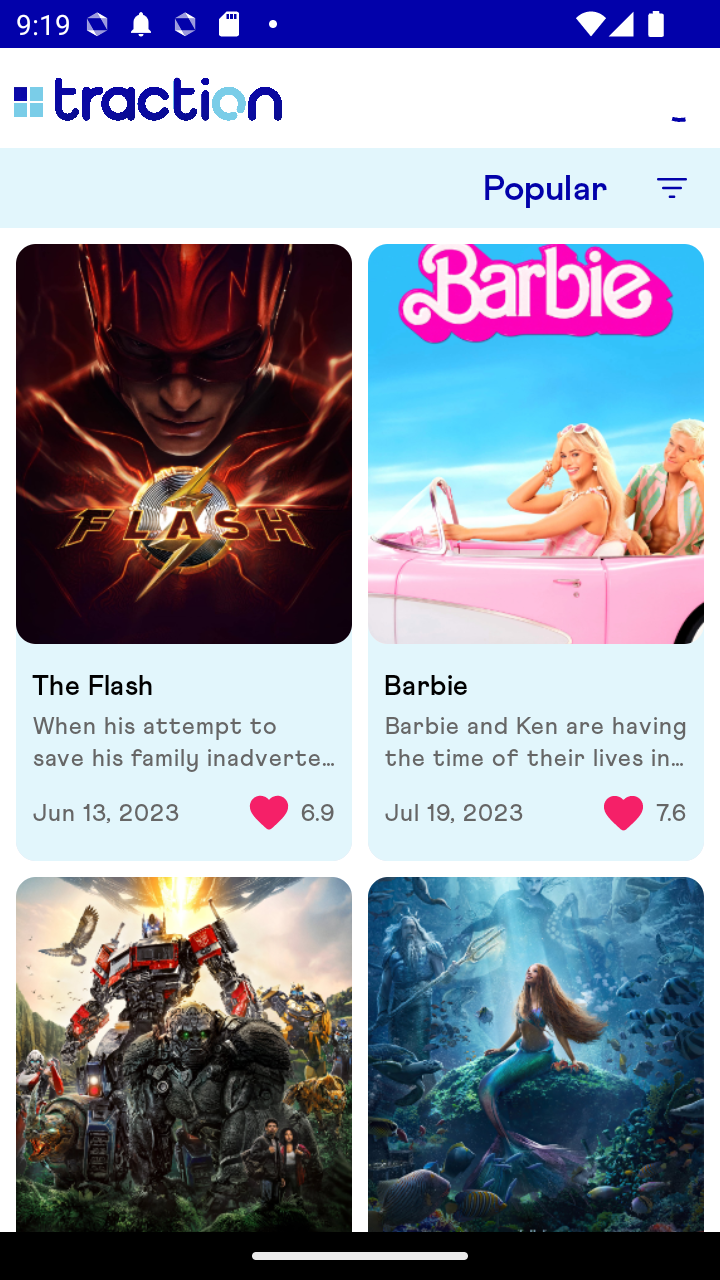 9:19
traction
Popular
Barbie
FLASH
The Flash
When his attempt to
save his family inadverte…
Jun 13, 2023 6.9
Barbie
Barbie and Ken are having
the time of their lives in…
Jul 19, 2023 7.6